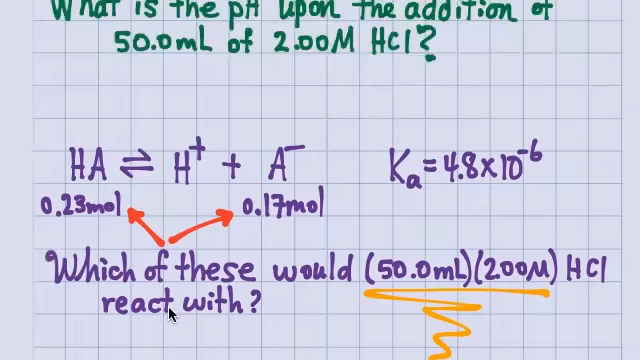 What is the pH upon the addition of
50.0mL of 2.00M HCl?
HA ⇌ H⁺ + A⁻ Ka = 4.8x10⁻⁶
0.23mol 0.17mol
Which of these would (50.0mL)(2.00M) HCl
react with?